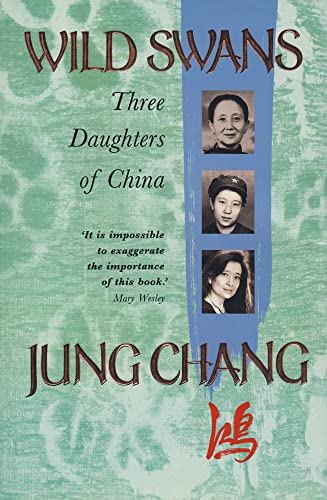 WILD SWANS
Three
Daughters
of China
'It is impossible
to exaggerate
the importance
of this book.'
Mary Wesley
JUNG CHANG
鴻